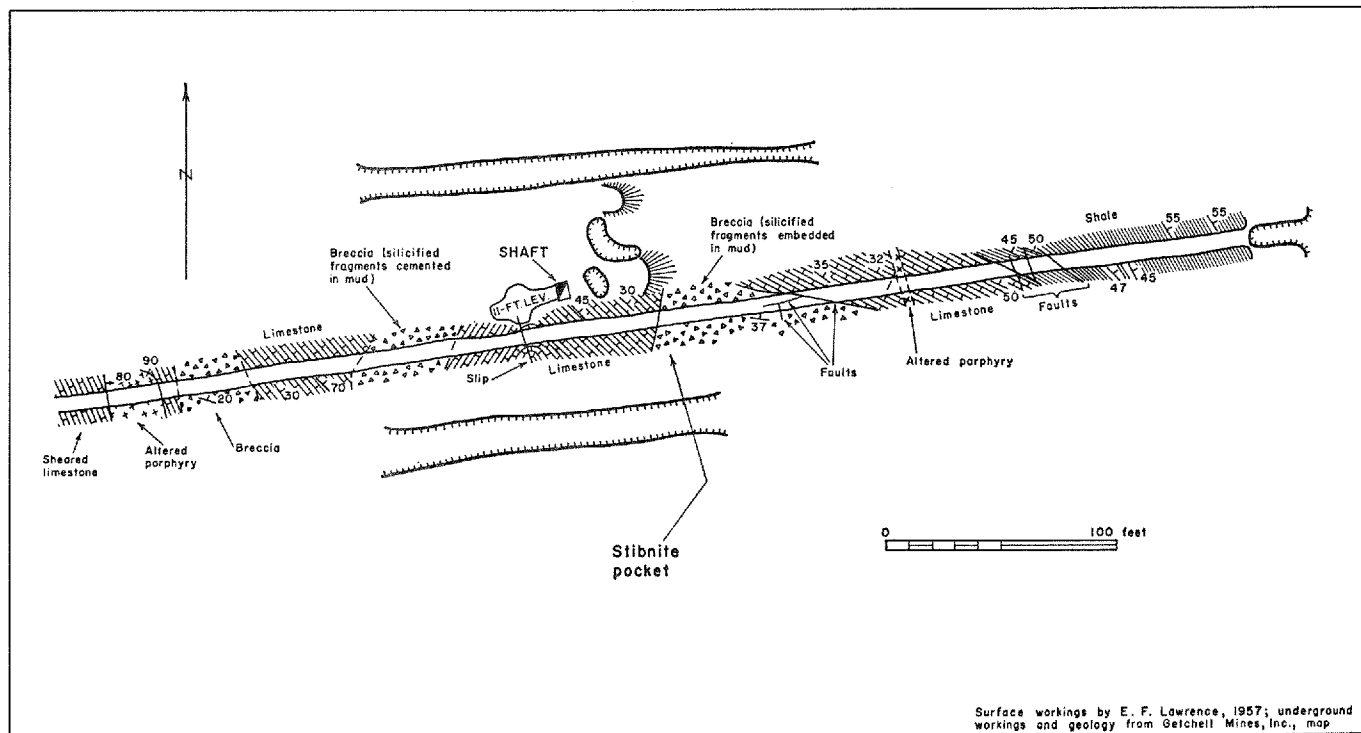 N
Breccia (silicified
fragments cemented
in mud)
SHAFT
Breccia (silicified
fragments embedded
in mud)
Shale
55
55
45
50
35
32
11-FT. LEV.
45
30
Limestone
90
80
37
50
47
45
Limestone
Faults
Slip
Limestone
Faults
Altered porphyry
20
30
70
Sheared
limestone
Altered
porphyry
Breccia
Stibnite
pocket
0
100 feet
Surface workings by E. F. Lawrence, 1957; underground
workings and geology from Getchell Mines, Inc., map